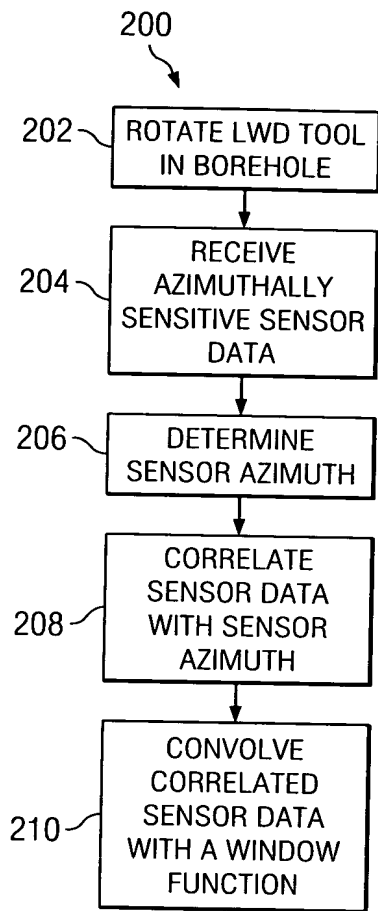 200
202
ROTATE LWD TOOL
IN BOREHOLE
204
RECEIVE
AZIMUTHALLY
SENSITIVE SENSOR
DATA
206
DETERMINE
SENSOR AZIMUTH
208
CORRELATE
SENSOR DATA
WITH SENSOR
AZIMUTH
210
CONVOLVE
CORRELATED
SENSOR DATA
WITH A WINDOW
FUNCTION